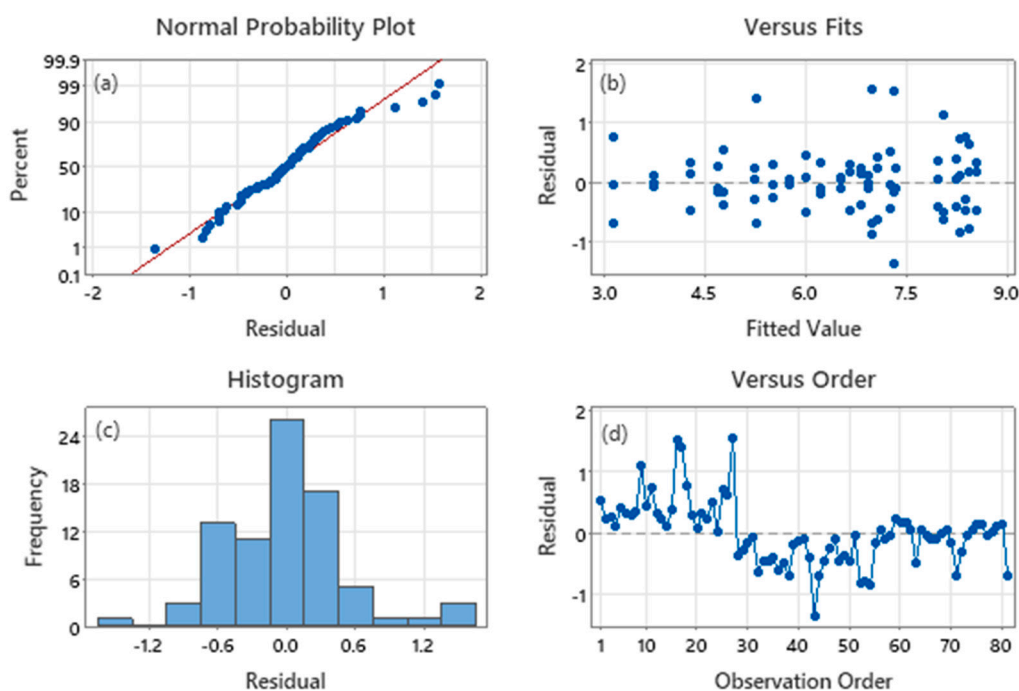 Normal Probability Plot
(a)
99.9
99
90
50
10
1
0.1
-2 -1 0 1 2
Percent
Residual
Versus Fits
(b)
2
1
0
-1
3.0 4.5 6.0 7.5 9.0
Residual
Fitted Value
Histogram
(c)
24
18
12
6
0
-1.2 -0.6 0.0 0.6 1.2
Frequency
Residual
Versus Order
(d)
2
1
0
-1
1 10 20 30 40 50 60 70 80
Residual
Observation Order